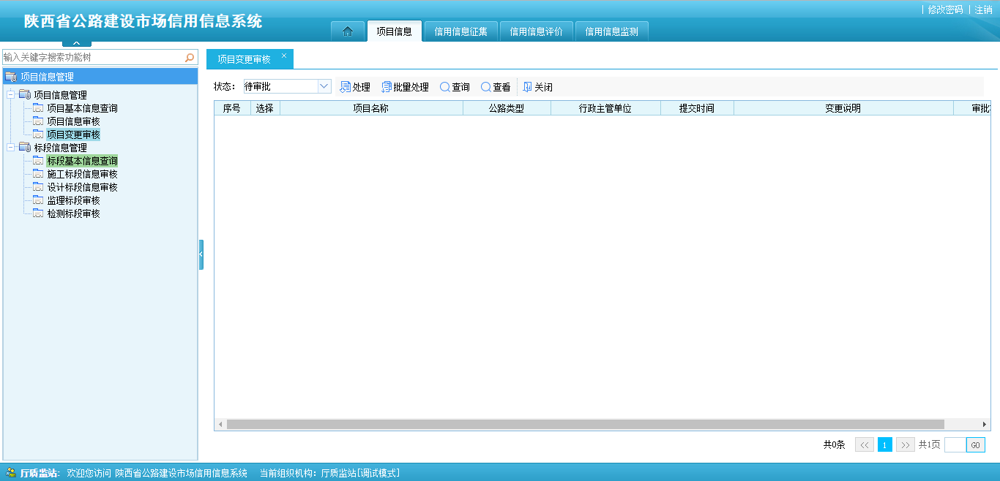 修改密码 | 注销
陕西省公路建设市场信用信息系统
项目信息 信用信息征集 信用信息评价 信用信息监测
输入关键字搜索功能树
项目信息管理
项目信息管理
项目基本信息查询
项目信息审核
项目变更审核
标段信息管理
标段基本信息查询
施工标段信息审核
设计标段信息审核
监理标段审核
检测标段审核
项目变更审核 ×
状态: 待审批 处理 批量处理 查询 查看 关闭
序号 选择 项目名称 公路类型 行政主管单位 提交时间 变更说明 审批
共0条 << 1 >> 共1页 GO
厅质监站: 欢迎您访问 陕西省公路建设市场信用信息系统 当前组织机构: 厅质监站[调试模式]